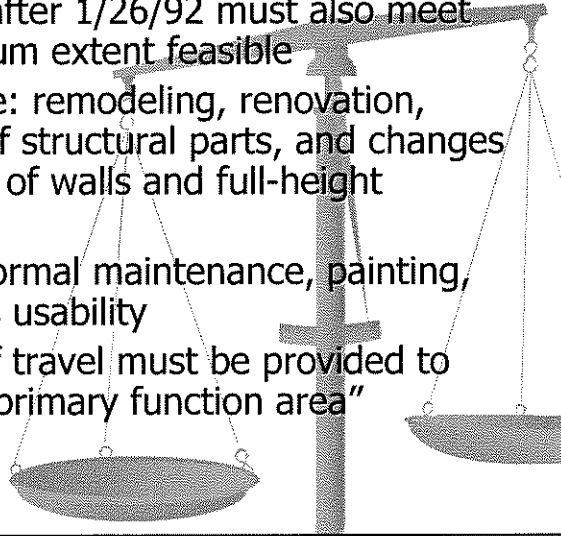 after 1/26/92 must also meet
um extent feasible
e: remodeling, renovation,
f structural parts, and changes
of walls and full-height
ormal maintenance, painting,
usability
f travel must be provided to
primary function area"